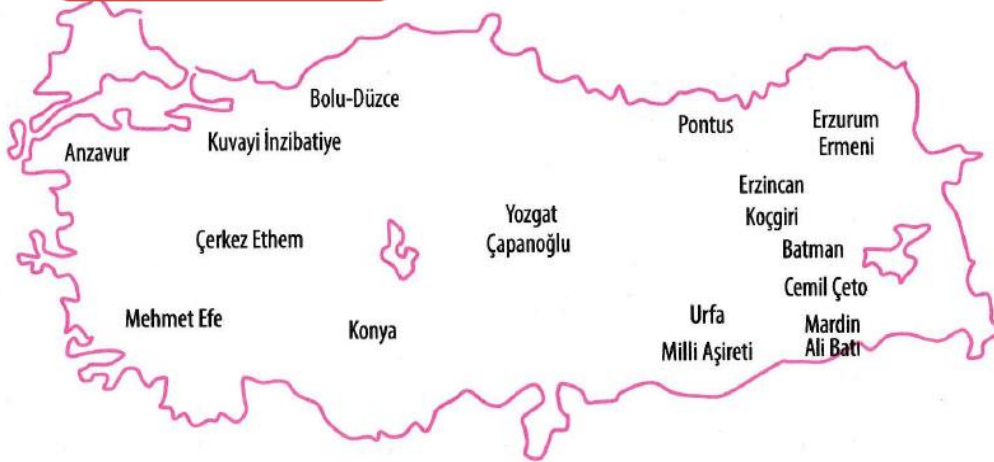 Bolu-Düzce
Pontus
Erzurum
Ermeni
Anzavur
Kuvayi İnzibatiye
Erzincan
Koçgiri
Yozgat
Çapanoğlu
Çerkez Ethem
Batman
Cemil Çeto
Mehmet Efe
Konya
Urfa
Milli Aşireti
Mardin
Ali Batı